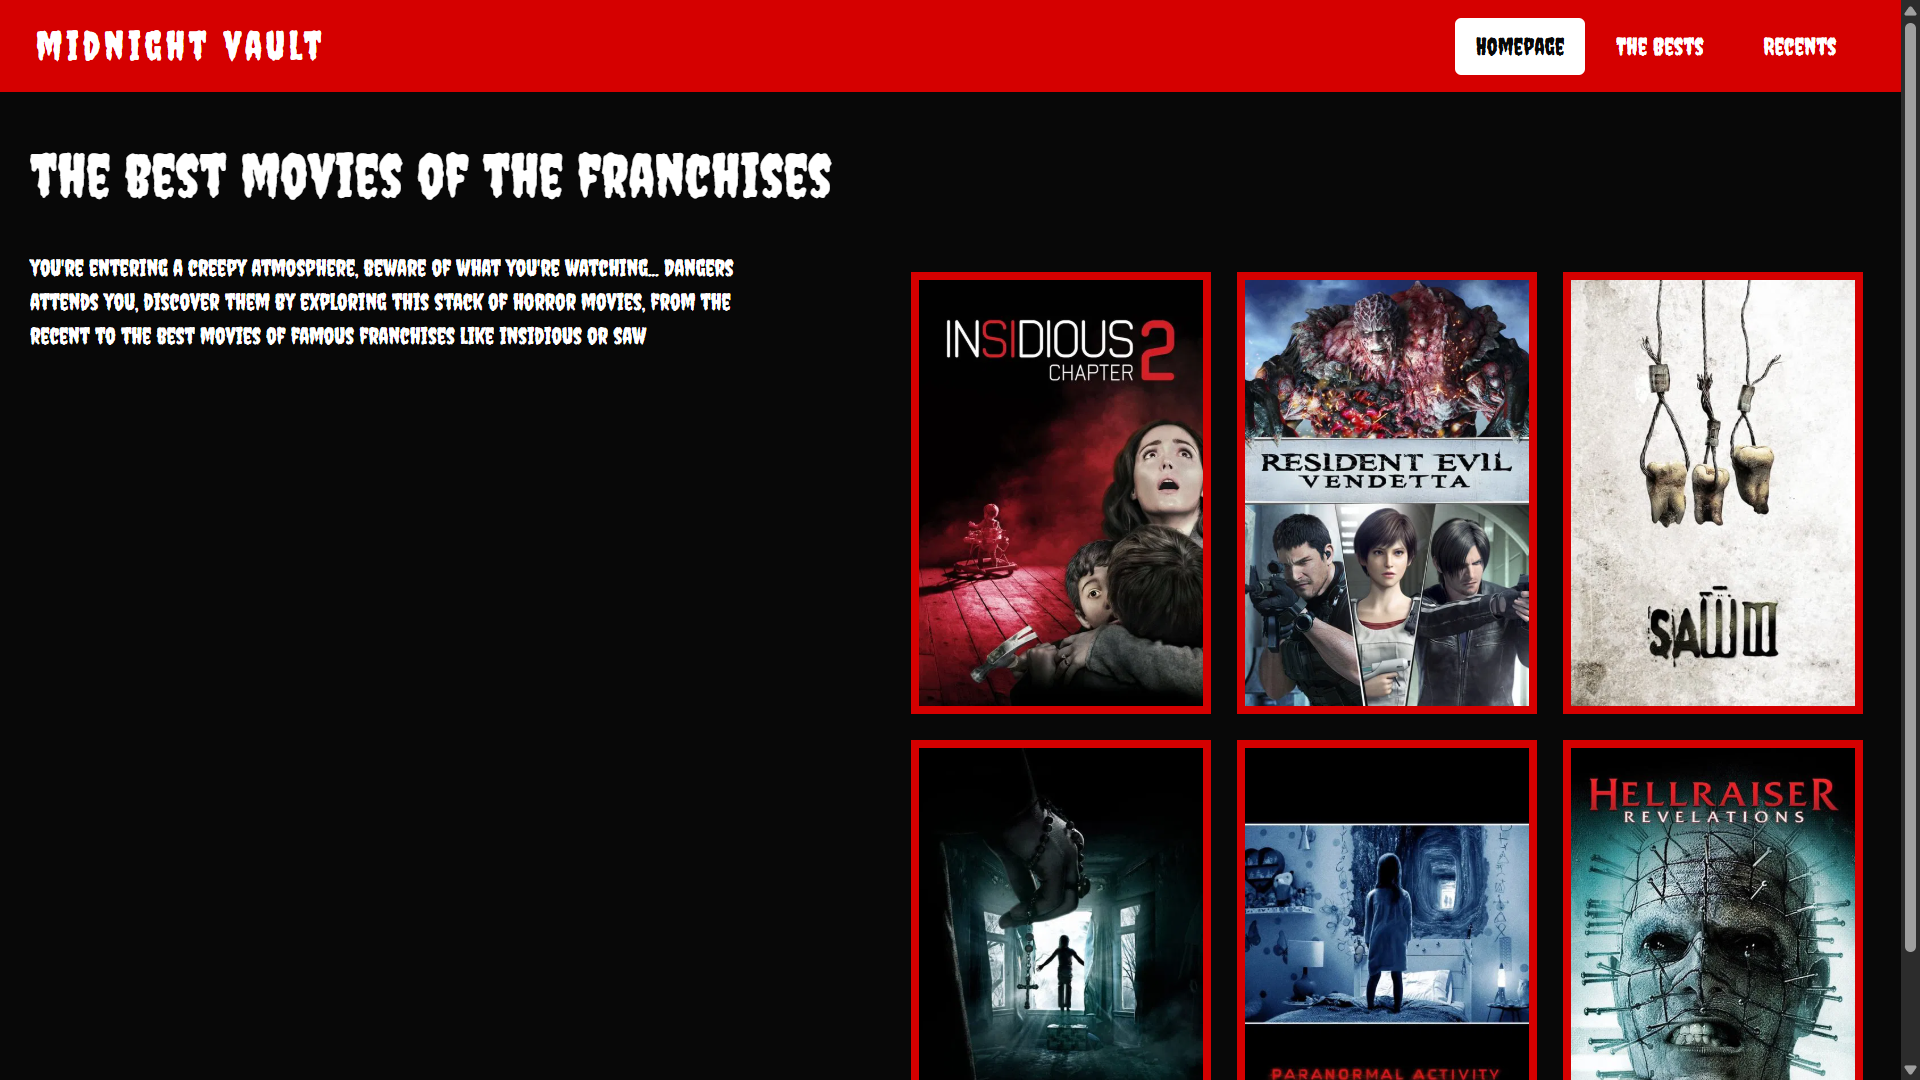 MIDNIGHT VAULT
HOMEPAGE
THE BESTS
RECENTS
THE BEST MOVIES OF THE FRANCHISES
YOU'RE ENTERING A CREEPY ATMOSPHERE, BEWARE OF WHAT YOU'RE WATCHING... DANGERS
ATTENDS YOU, DISCOVER THEM BY EXPLORING THIS STACK OF HORROR MOVIES, FROM THE
RECENT TO THE BEST MOVIES OF FAMOUS FRANCHISES LIKE INSIDIOUS OR SAW
INSIDIOUS
CHAPTER 2
RESIDENT EVIL
VENDETTA
SAW III
PARANORMAL ACTIVITY
HELLRAISER
REVELATIONS